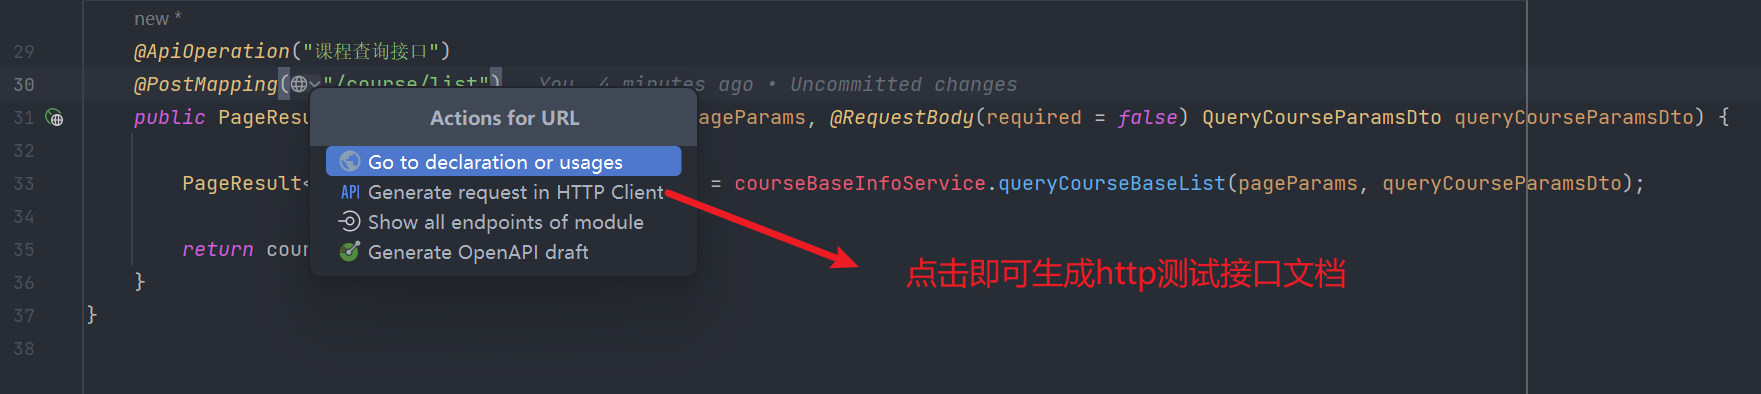 new *
29 @ApiOperation("课程查询接口")
30 @PostMapping("/course/list") You, 4 minutes ago • Uncommitted changes
31 public PageResu ageParams, @RequestBody(required = false) QueryCourseParamsDto queryCourseParamsDto) {
Actions for URL
32
Go to declaration or usages
33 PageResult< = courseBaseInfoService.queryCourseBaseList(pageParams, queryCourseParamsDto);
API Generate request in HTTP Client
34
Show all endpoints of module
35 return cour
Generate OpenAPI draft
点击即可生成http测试接口文档
36 }
37 }
38